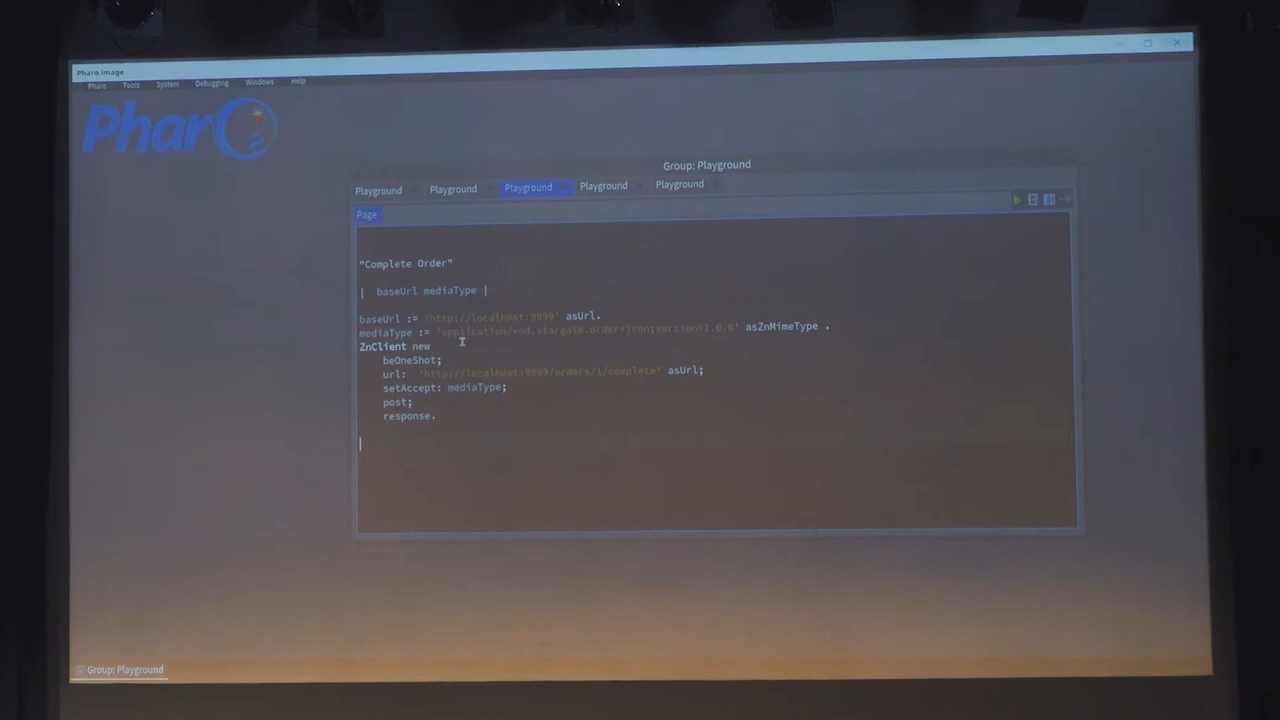 Pharo.image
Pharo Tools System Debugging Windows Help
Pharo
Group: Playground
Playground Playground Playground Playground Playground
Page
"Complete Order"
| baseUrl mediaType |
baseUrl := 'http://localhost:9999' asUrl.
mediaType := 'application/vnd.stargate.order+json;version=1.0.0' asZnMimeType .
ZnClient new
beOneShot;
url: 'http://localhost:9999/orders/1/complete' asUrl;
setAccept: mediaType;
post;
response.
Group: Playground